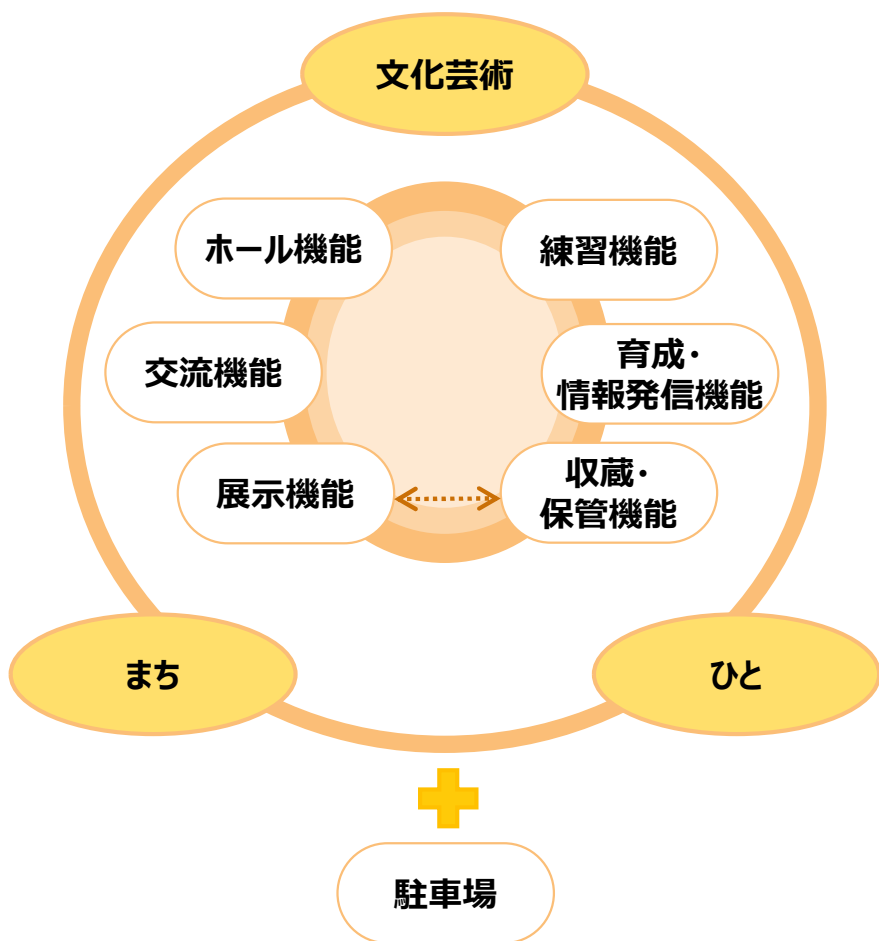 文化芸術
ホール機能
練習機能
交流機能
育成・
情報発信機能
展示機能
収蔵・
保管機能
まち
ひと
駐車場